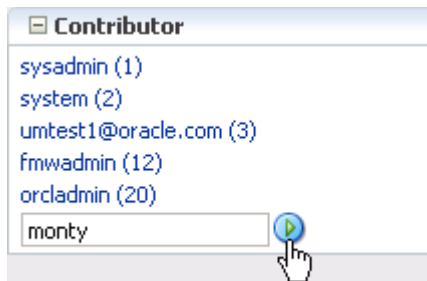 Contributor
sysadmin (1)
system (2)
umtest1@oracle.com (3)
fmwadmin (12)
orcladmin (20)
monty